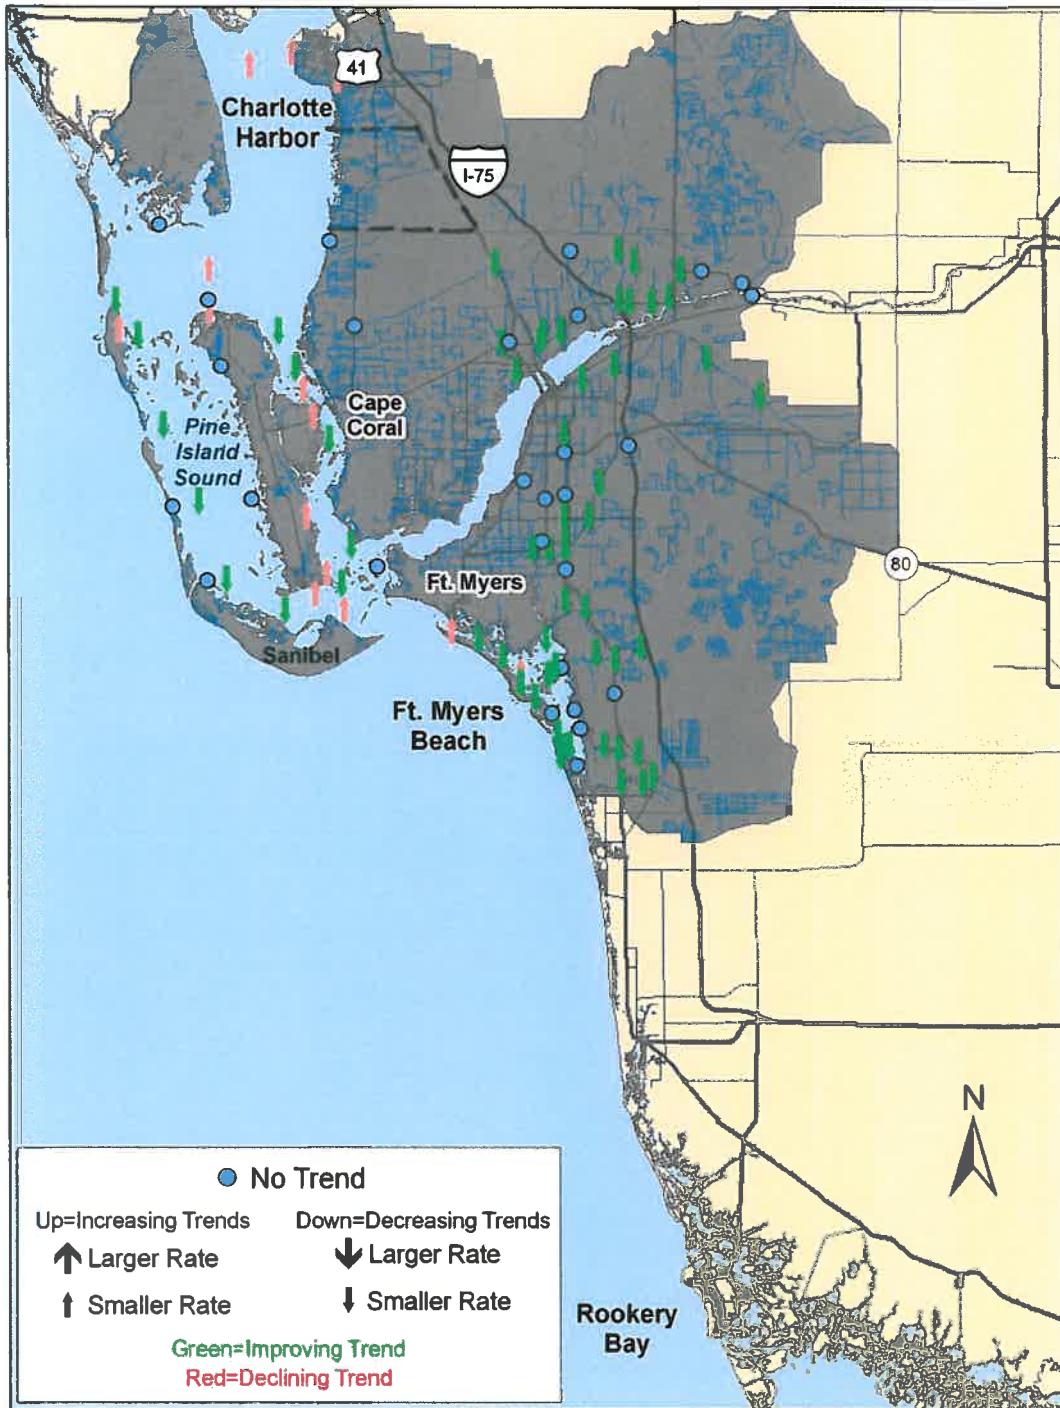 41
Charlotte
Harbor
I-75
Cape
Coral
Pine
Island
Sound
80
Ft. Myers
Sanibel
Ft. Myers
Beach
N
No Trend
Up=Increasing Trends
Down=Decreasing Trends
Larger Rate
Larger Rate
Smaller Rate
Smaller Rate
Green=Improving Trend
Red=Declining Trend
Rookery
Bay